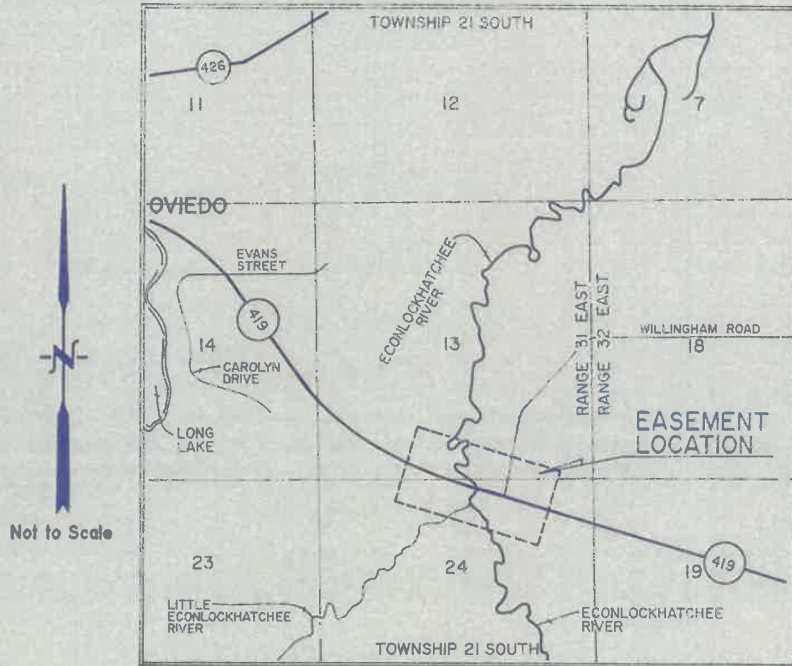 TOWNSHIP 21 SOUTH
426
11
12
7
OVIEDO
EVANS
STREET
ECONLOCKHATCHEE
RIVER
419
14
13
RANGE 31 EAST
RANGE 32 EAST
WILLINGHAM ROAD
18
CAROLYN
DRIVE
N
LONG
LAKE
EASEMENT
LOCATION
Not to Scale
23
24
19
419
LITTLE
ECONLOCKHATCHEE
RIVER
ECONLOCKHATCHEE
RIVER
TOWNSHIP 21 SOUTH